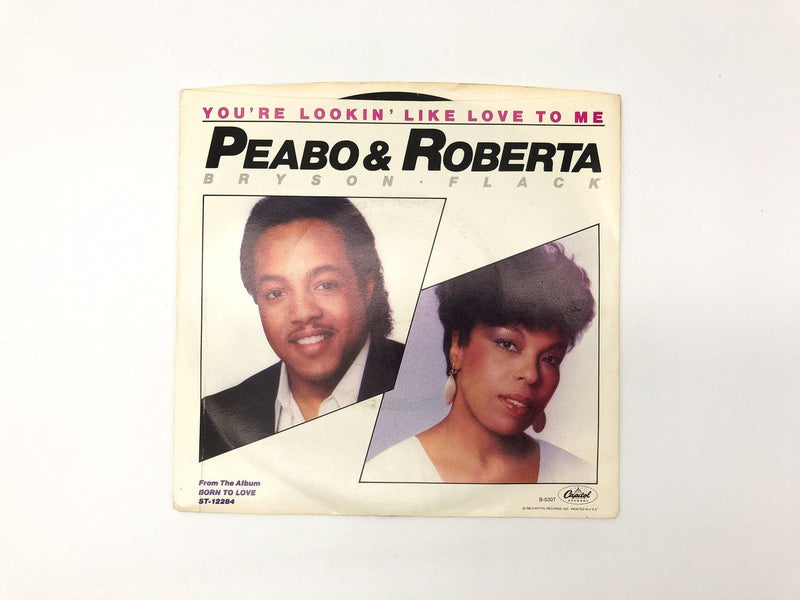 YOU'RE LOOKIN' LIKE LOVE TO ME
PEABO & ROBERTA
BRYSON · FLACK
From The Album
BORN TO LOVE
ST-12284
B-5307
Capitol
RECORDS